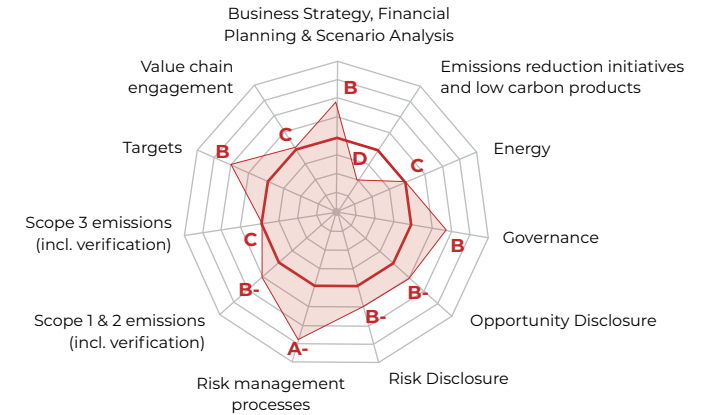 Business Strategy, Financial
Planning & Scenario Analysis
Value chain
engagement
Emissions reduction initiatives
and low carbon products
B
C
D
C
Targets
B
Energy
Scope 3 emissions
(incl. verification)
C
B
Governance
B-
B-
Scope 1 & 2 emissions
(incl. verification)
B-
Opportunity Disclosure
A-
Risk management
processes
Risk Disclosure